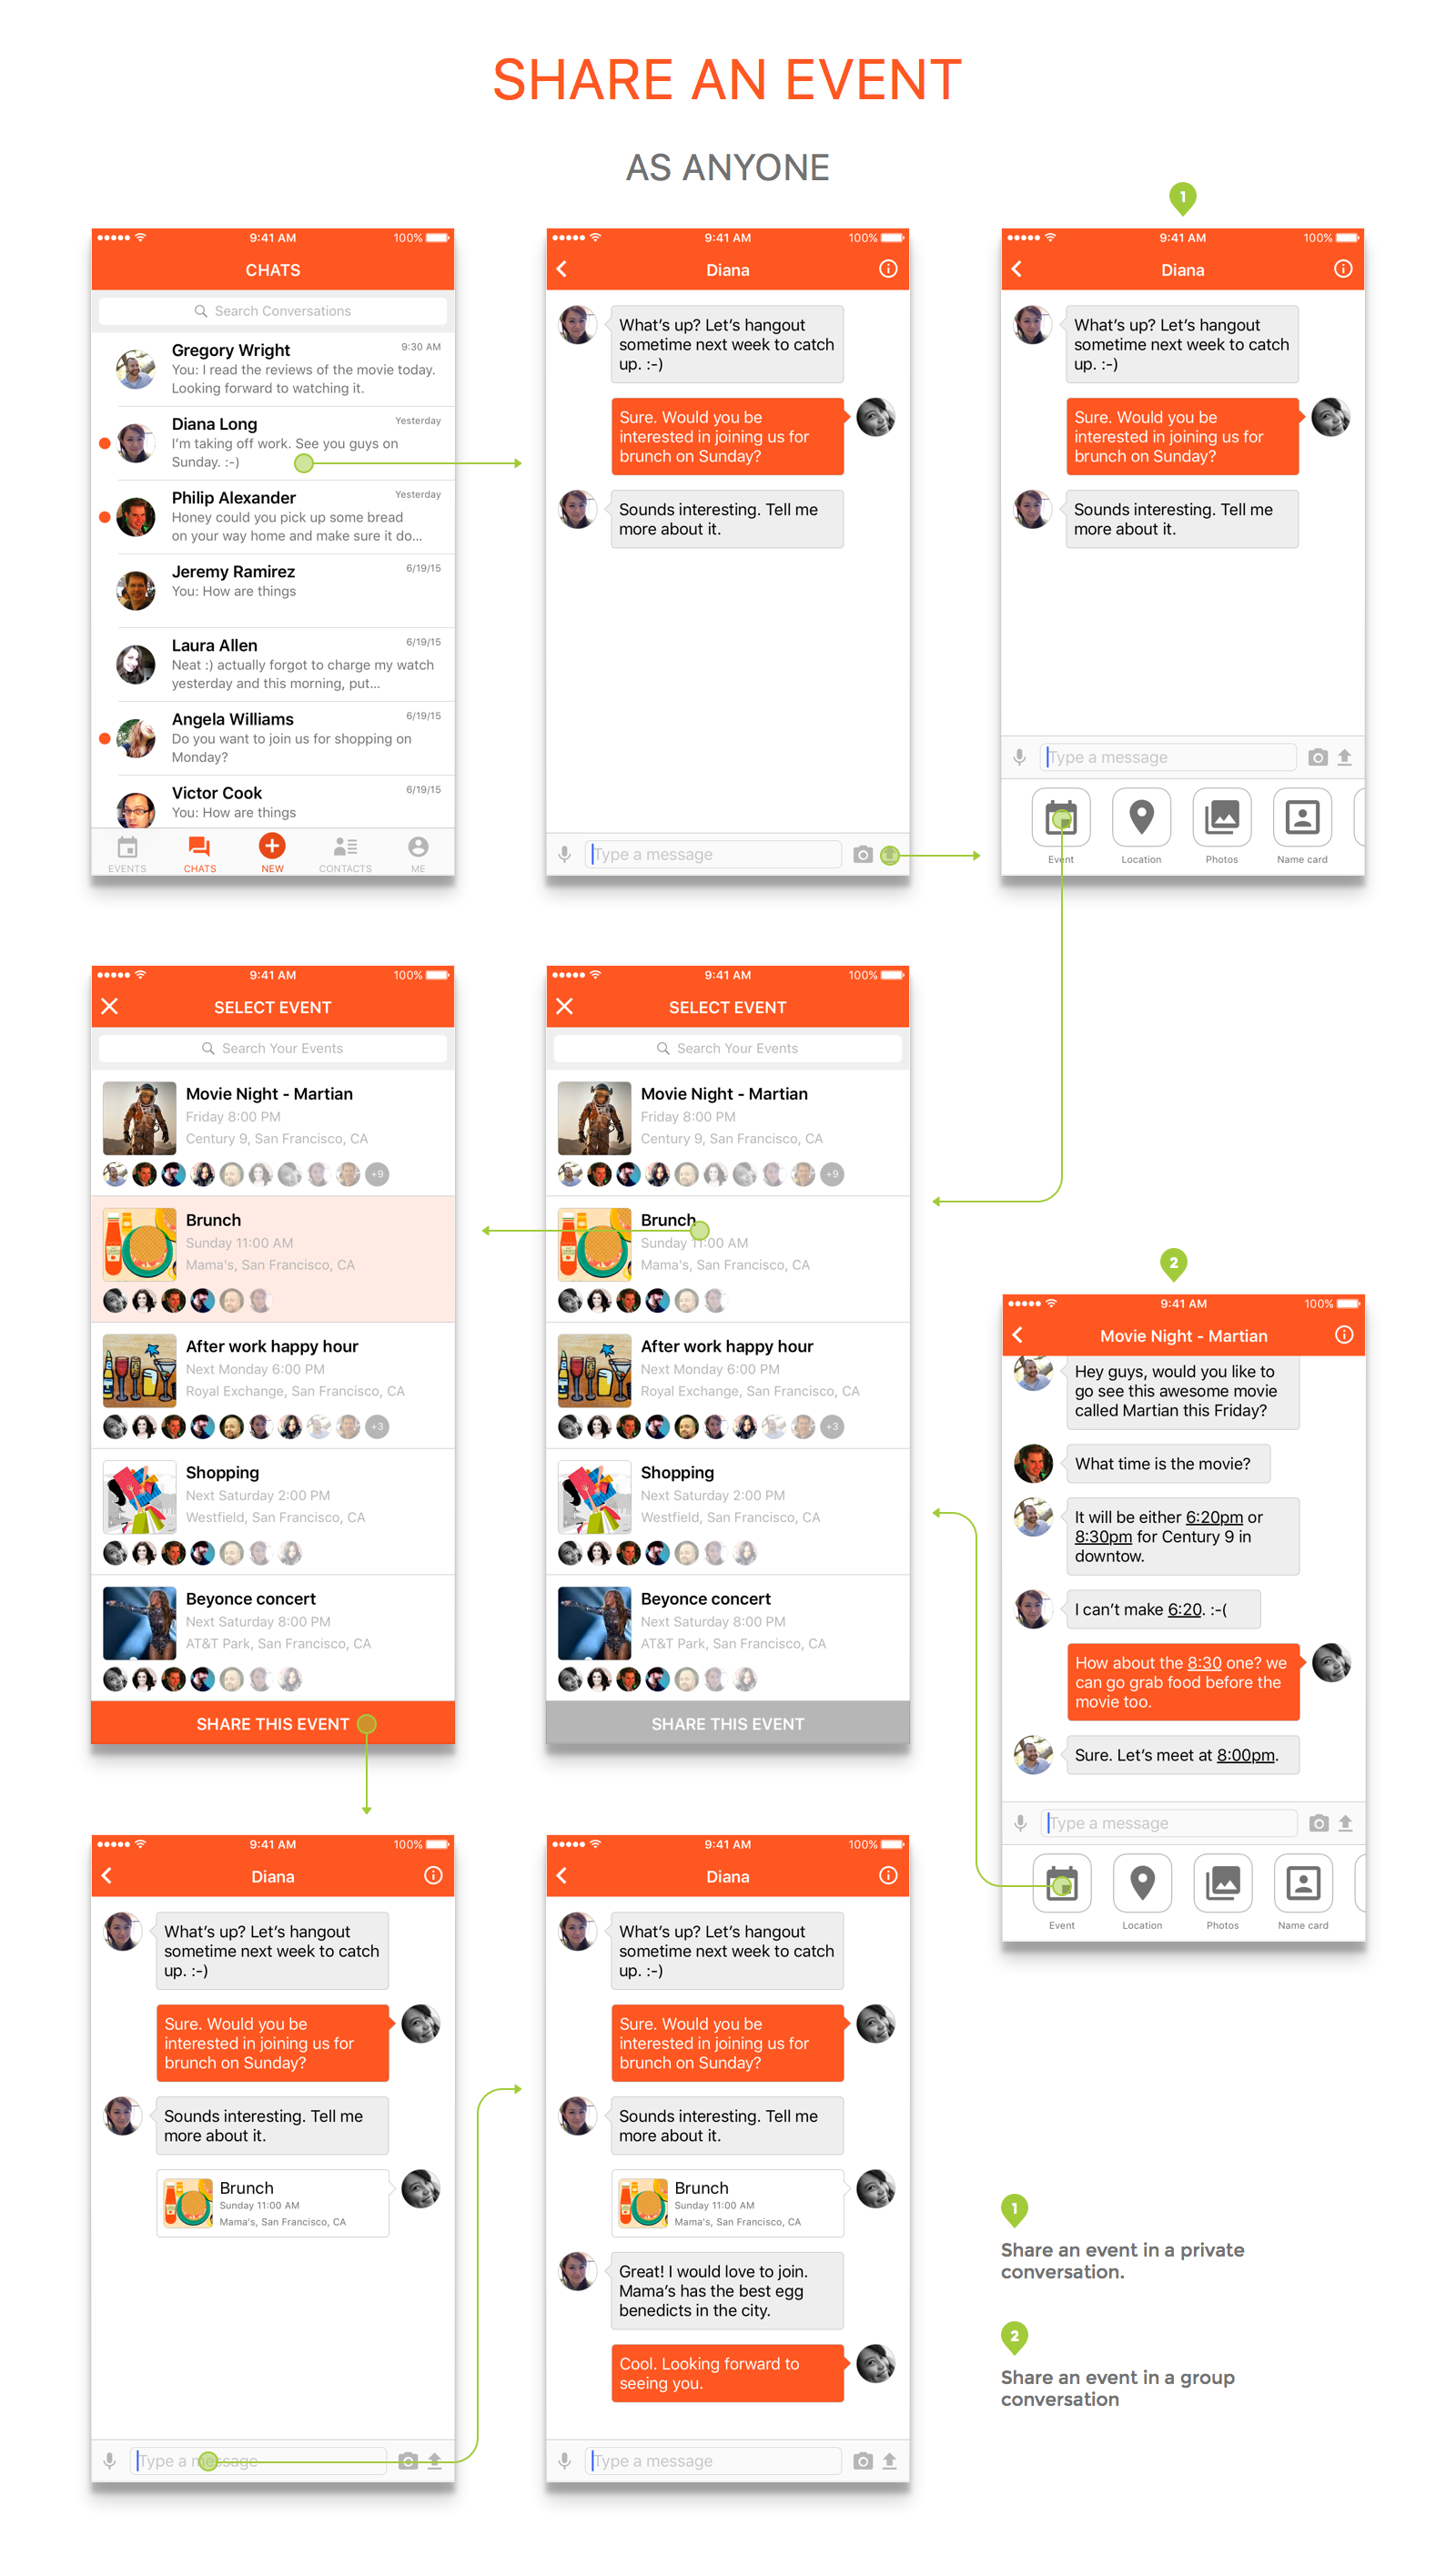 SHARE AN EVENT
AS ANYONE
1
9:41 AM
100%
CHATS
Search Conversations
Gregory Wright
9:30 AM
You: I read the reviews of the movie today.
Looking forward to watching it.
Diana Long
Yesterday
I'm taking off work. See you guys on
Sunday. :-)
Philip Alexander
Yesterday
Honey could you pick up some bread
on your way home and make sure it do...
Jeremy Ramirez
6/19/15
You: How are things
Laura Allen
6/19/15
Neat :) actually forgot to charge my watch
yesterday and this morning, put...
Angela Williams
6/19/15
Do you want to join us for shopping on
Monday?
Victor Cook
6/19/15
You: How are things
EVENTS
CHATS
NEW
CONTACTS
ME
9:41 AM
100%
Diana
What's up? Let's hangout
sometime next week to catch
up. :-)
Sure. Would you be
interested in joining us for
brunch on Sunday?
Sounds interesting. Tell me
more about it.
Type a message
9:41 AM
100%
Diana
What's up? Let's hangout
sometime next week to catch
up. :-)
Sure. Would you be
interested in joining us for
brunch on Sunday?
Sounds interesting. Tell me
more about it.
Type a message
Event
Location
Photos
Name card
9:41 AM
100%
SELECT EVENT
Search Your Events
Movie Night - Martian
Friday 8:00 PM
Century 9, San Francisco, CA
+9
Brunch
Sunday 11:00 AM
Mama's, San Francisco, CA
After work happy hour
Next Monday 6:00 PM
Royal Exchange, San Francisco, CA
+3
Shopping
Next Saturday 2:00 PM
Westfield, San Francisco, CA
Beyonce concert
Next Saturday 8:00 PM
AT&T Park, San Francisco, CA
SHARE THIS EVENT
9:41 AM
100%
SELECT EVENT
Search Your Events
Movie Night - Martian
Friday 8:00 PM
Century 9, San Francisco, CA
+9
Brunch
Sunday 11:00 AM
Mama's, San Francisco, CA
After work happy hour
Next Monday 6:00 PM
Royal Exchange, San Francisco, CA
+3
Shopping
Next Saturday 2:00 PM
Westfield, San Francisco, CA
Beyonce concert
Next Saturday 8:00 PM
AT&T Park, San Francisco, CA
SHARE THIS EVENT
2
9:41 AM
100%
Movie Night - Martian
Hey guys, would you like to
go see this awesome movie
called Martian this Friday?
What time is the movie?
It will be either 6:20pm or
8:30pm for Century 9 in
downtow.
I can't make 6:20. :-(
How about the 8:30 one? we
can go grab food before the
movie too.
Sure. Let's meet at 8:00pm.
Type a message
Event
Location
Photos
Name card
9:41 AM
100%
Diana
What's up? Let's hangout
sometime next week to catch
up. :-)
Sure. Would you be
interested in joining us for
brunch on Sunday?
Sounds interesting. Tell me
more about it.
Brunch
Sunday 11:00 AM
Mama's, San Francisco, CA
Type a message
9:41 AM
100%
Diana
What's up? Let's hangout
sometime next week to catch
up. :-)
Sure. Would you be
interested in joining us for
brunch on Sunday?
Sounds interesting. Tell me
more about it.
Brunch
Sunday 11:00 AM
Mama's, San Francisco, CA
Great! I would love to join.
Mama's has the best egg
benedicts in the city.
Cool. Looking forward to
seeing you.
Type a message
1
Share an event in a private
conversation.
2
Share an event in a group
conversation